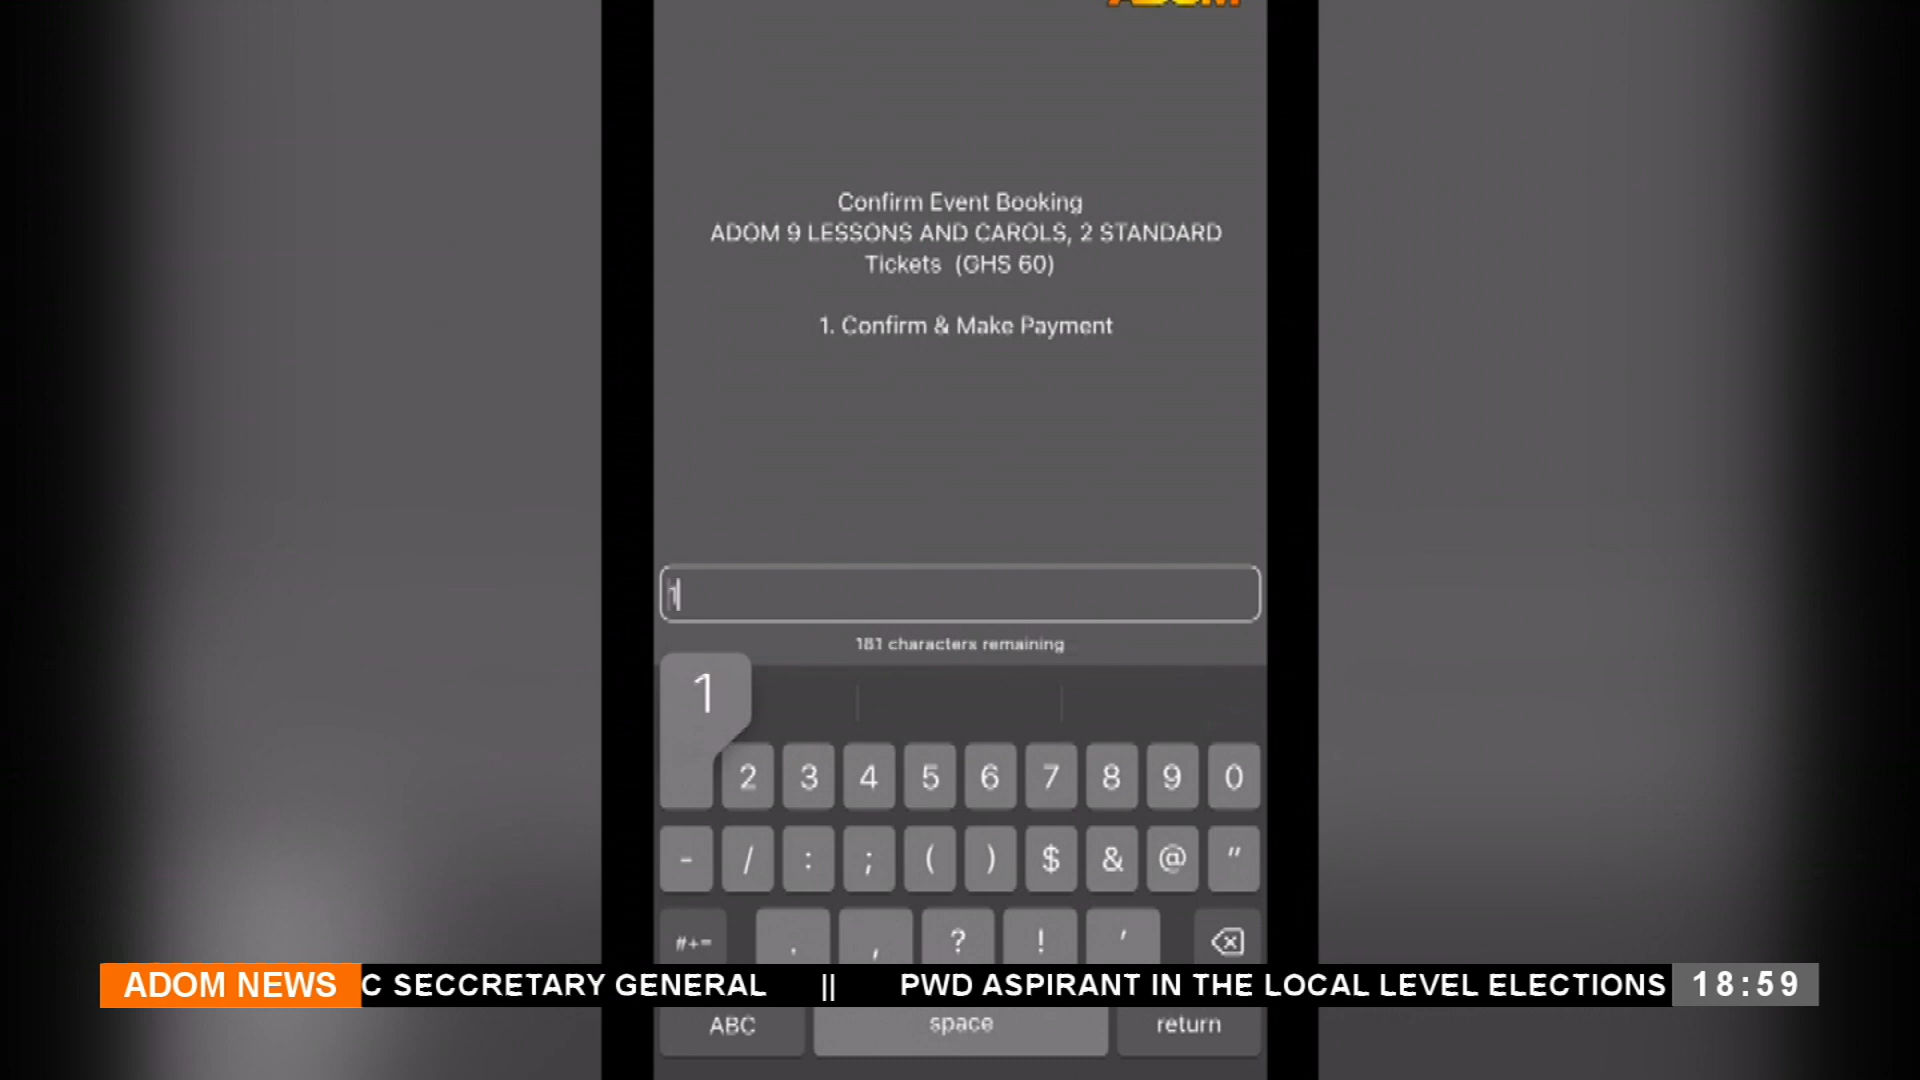 ADOM
Confirm Event Booking
ADOM 9 LESSONS AND CAROLS, 2 STANDARD
Tickets (GHS 60)
1. Confirm & Make Payment
181 characters remaining
1
2 3 4 5 6 7 8 9 0
- / : ; ( ) $ & @ "
#+= . , ? ! '
ADOM NEWS C SECCRETARY GENERAL || PWD ASPIRANT IN THE LOCAL LEVEL ELECTIONS 18:59
ABC space return